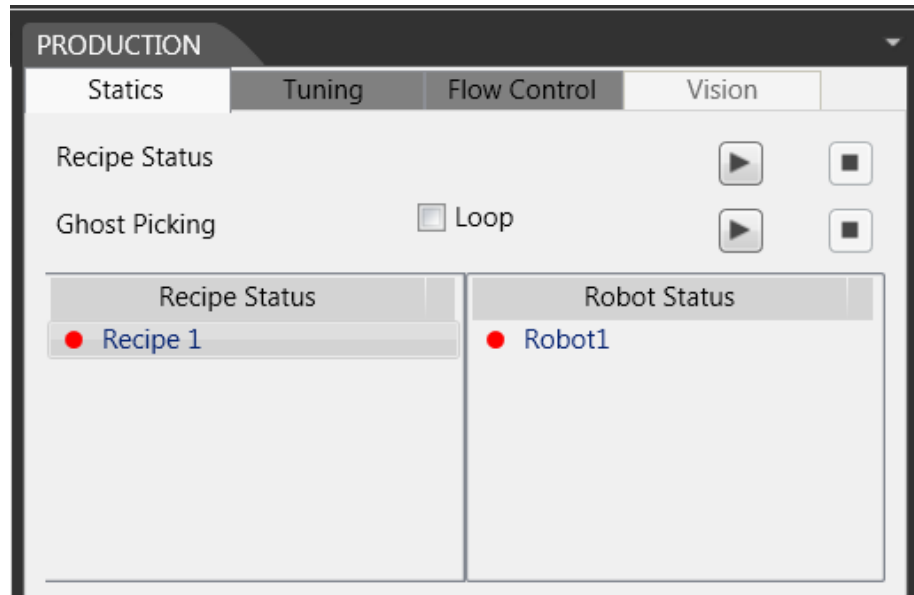 PRODUCTION
Statics Tuning Flow Control Vision
Recipe Status
Ghost Picking Loop
Recipe Status Robot Status
Recipe 1 Robot1